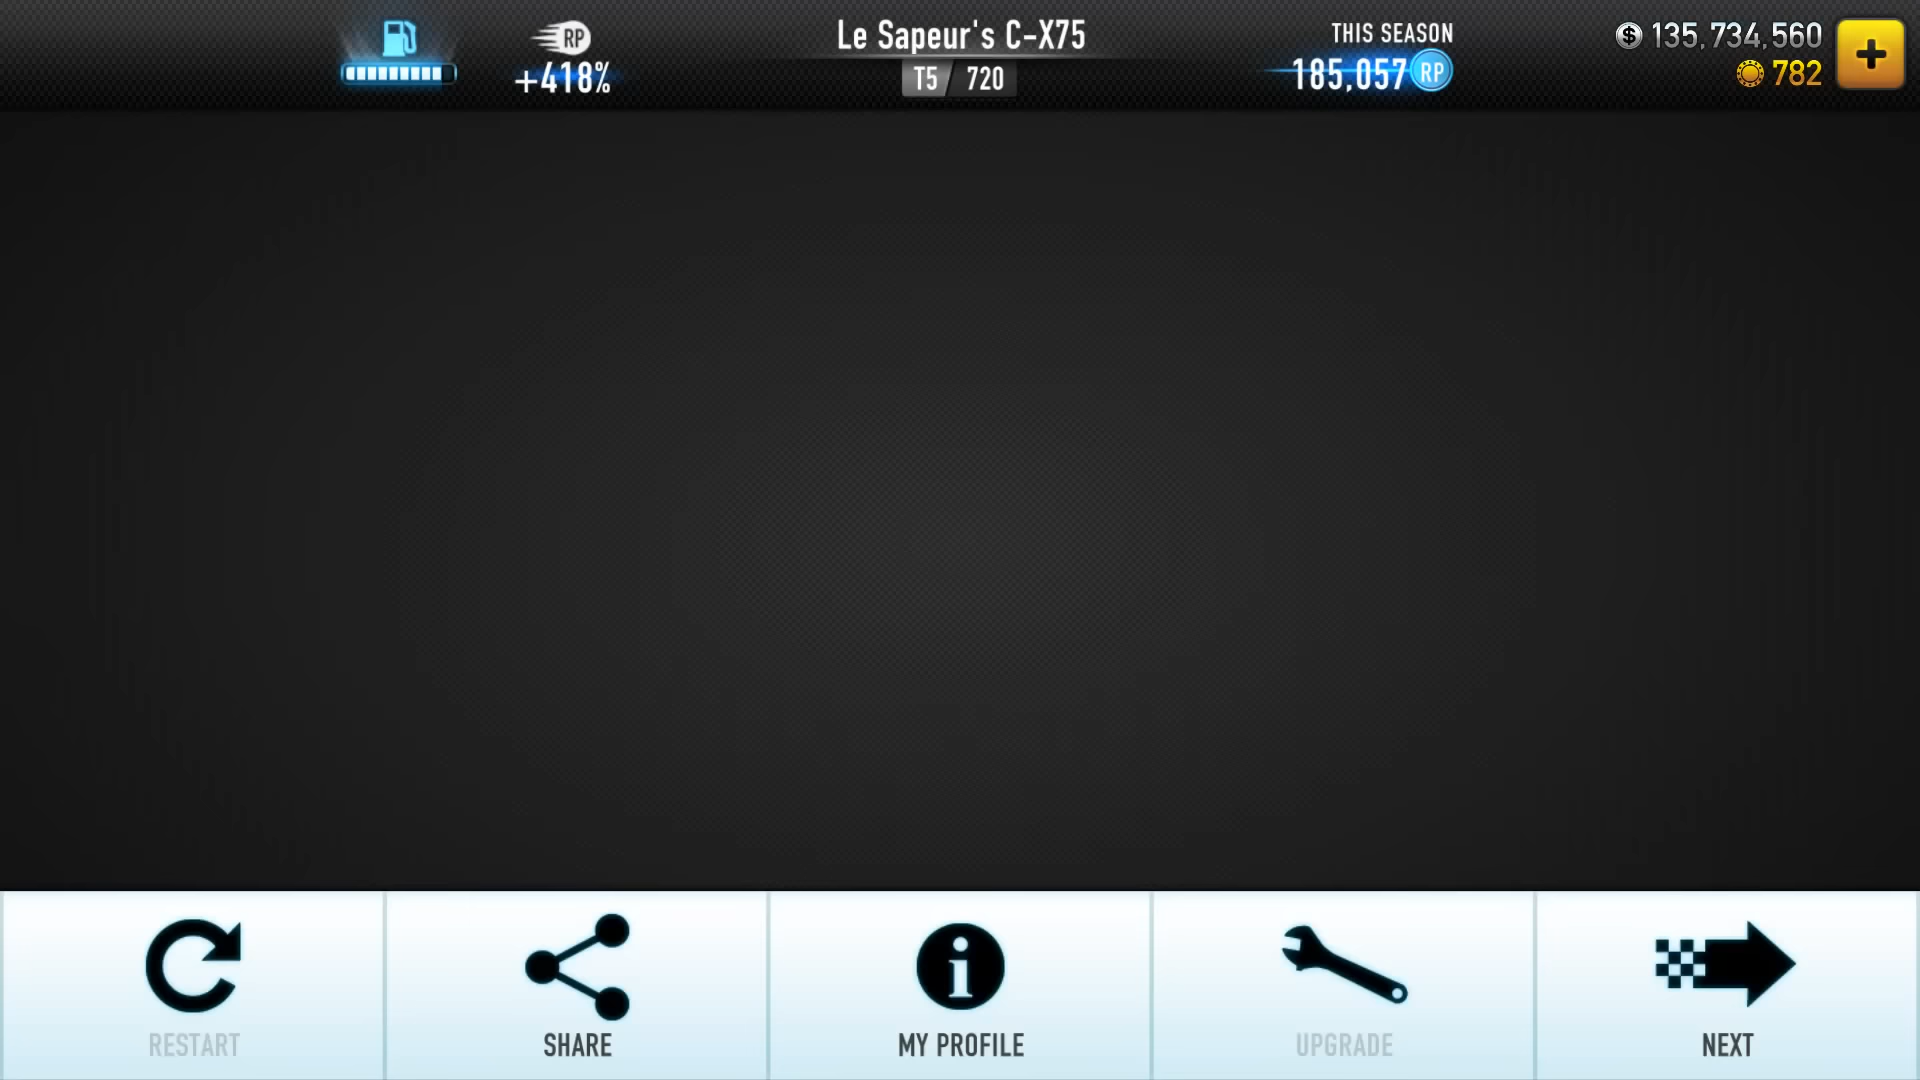 RP
+418%
Le Sapeur's C-X75
T5 720
THIS SEASON
185,057 RP
$ 135,734,560
782
RESTART
SHARE
MY PROFILE
UPGRADE
NEXT